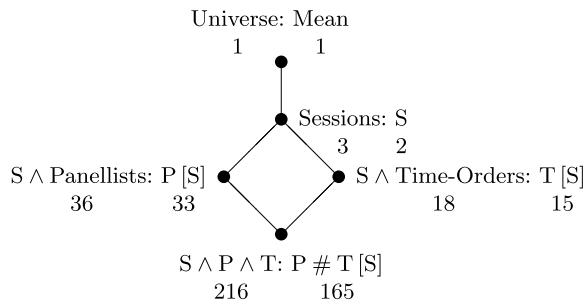 Universe: Mean
1 1
Sessions: S
3 2
S ∧ Panellists: P [S]
36 33
S ∧ Time-Orders: T [S]
18 15
S ∧ P ∧ T: P # T [S]
216 165